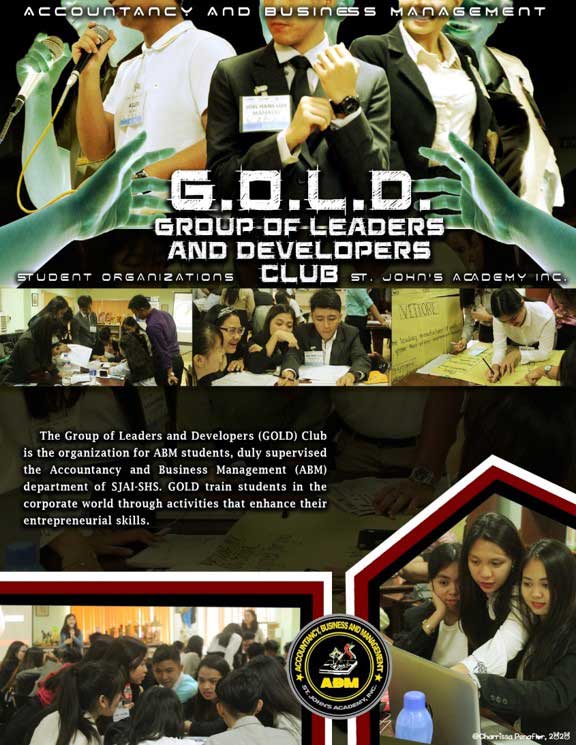 ACCOUNTANCY AND BUSINESS MANAGEMENT
G.O.L.D.
GROUP OF LEADERS
AND DEVELOPERS
CLUB
STUDENT ORGANIZATIONS
ST. JOHN'S ACADEMY INC.
The Group of Leaders and Developers (GOLD) Club
is the organization for ABM students, duly supervised
the Accountancy and Business Management (ABM)
department of SJAI-SHS. GOLD train students in the
corporate world through activities that enhance their
entrepreneurial skills.
ACCOUNTANCY, BUSINESS AND MANAGEMENT
ABM
ST. JOHN'S ACADEMY, INC.